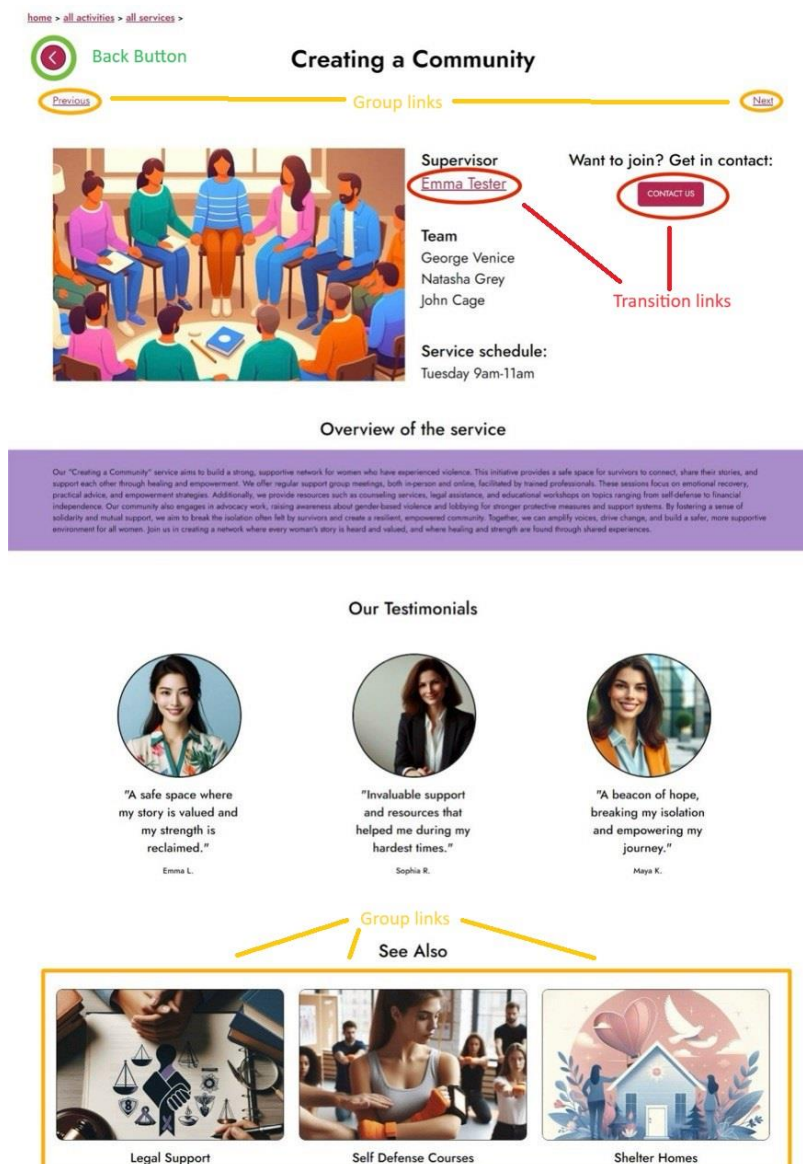 home > all activities > all services >
Back Button
Creating a Community
Previous
Group links
Next
Supervisor
Emma Tester
Want to join? Get in contact:
CONTACT US
Team
George Venice
Natasha Grey
John Cage
Transition links
Service schedule:
Tuesday 9am-11am
Overview of the service
Our "Creating a Community" service aims to build a strong, supportive network for women who have experienced violence. This initiative provides a safe space for survivors to connect, share their stories, and
support each other through healing and empowerment. We offer regular support group meetings, both in-person and online, facilitated by trained professionals. These sessions focus on emotional recovery,
practical advice, and empowerment strategies. Additionally, we provide resources such as counseling services, legal assistance, and educational workshops on topics ranging from self-defense to financial
independence. Our community also engages in advocacy work, raising awareness about gender-based violence and lobbying for stronger protective measures and support systems. By fostering a sense of
solidarity and mutual support, we aim to break the isolation often felt by survivors and create a resilient, empowered community. Together, we can amplify voices, drive change, and build a safer, more supportive
environment for all women. Join us in creating a network where every woman's story is heard and valued, and where healing and strength are found through shared experiences.
Our Testimonials
"A safe space where
my story is valued and
my strength is
reclaimed."
Emma L.
"Invaluable support
and resources that
helped me during my
hardest times."
Sophia R.
"A beacon of hope,
breaking my isolation
and empowering my
journey."
Maya K.
Group links
See Also
Legal Support
Self Defense Courses
Shelter Homes